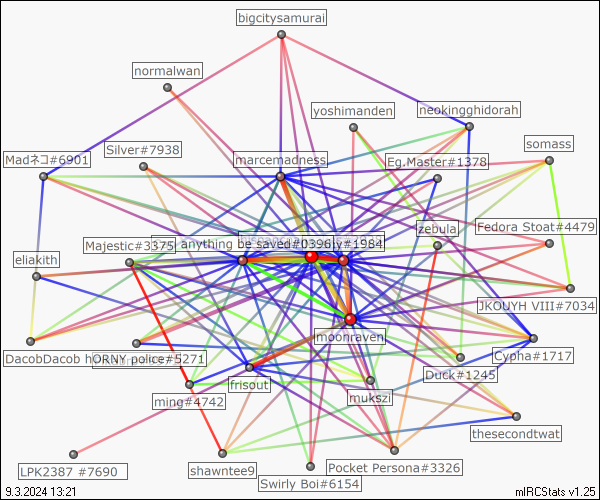 bigcitysamurai
normalwan
yoshimanden
neokingghidorah
somass
Silver#7938
Madネコ#6901
marcemadness
Eg.Master#1378
Fedora Stoat#4479
zebula
Majestic#3375
anything be saved#0396
#1984
eliakith
JKOUYH VIII#7034
moonraven
DacobDacob
hORNY police#5271
Cypha#1717
frisout
Duck#1245
ming#4742
mukszi
thesecondtwat
LPK2387 #7690
shawntee9
Pocket Persona#3326
Swirly Boi#6154
9.3.2024 13:21
mIRCStats v1.25